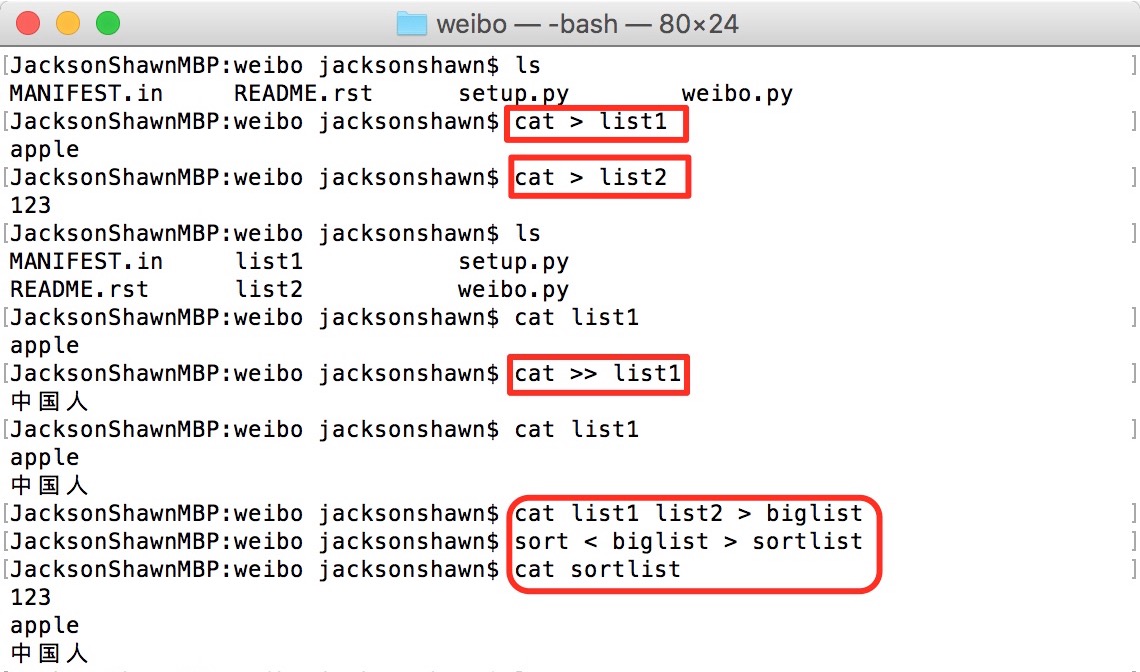 weibo — -bash — 80×24
[JacksonShawnMBP:weibo jacksonshawn$ ls ]
MANIFEST.in README.rst setup.py weibo.py
[JacksonShawnMBP:weibo jacksonshawn$ cat > list1 ]
apple
[JacksonShawnMBP:weibo jacksonshawn$ cat > list2 ]
123
[JacksonShawnMBP:weibo jacksonshawn$ ls ]
MANIFEST.in list1 setup.py
README.rst list2 weibo.py
[JacksonShawnMBP:weibo jacksonshawn$ cat list1 ]
apple
[JacksonShawnMBP:weibo jacksonshawn$ cat >> list1 ]
中国人
[JacksonShawnMBP:weibo jacksonshawn$ cat list1 ]
apple
中国人
[JacksonShawnMBP:weibo jacksonshawn$ cat list1 list2 > biglist ]
[JacksonShawnMBP:weibo jacksonshawn$ sort < biglist > sortlist ]
[JacksonShawnMBP:weibo jacksonshawn$ cat sortlist ]
123
apple
中国人